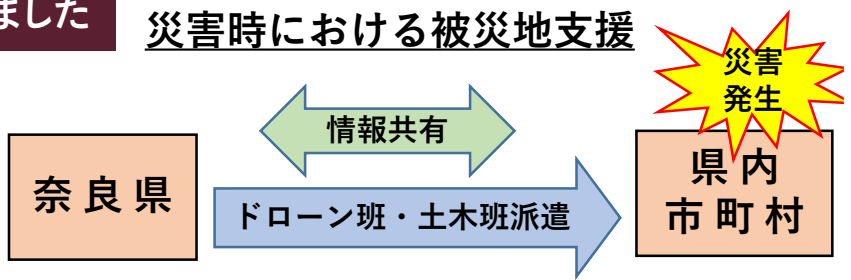 ました
災害時における被災地支援
災害
発生
情報共有
奈良県
ドローン班・土木班派遣
県内
市町村